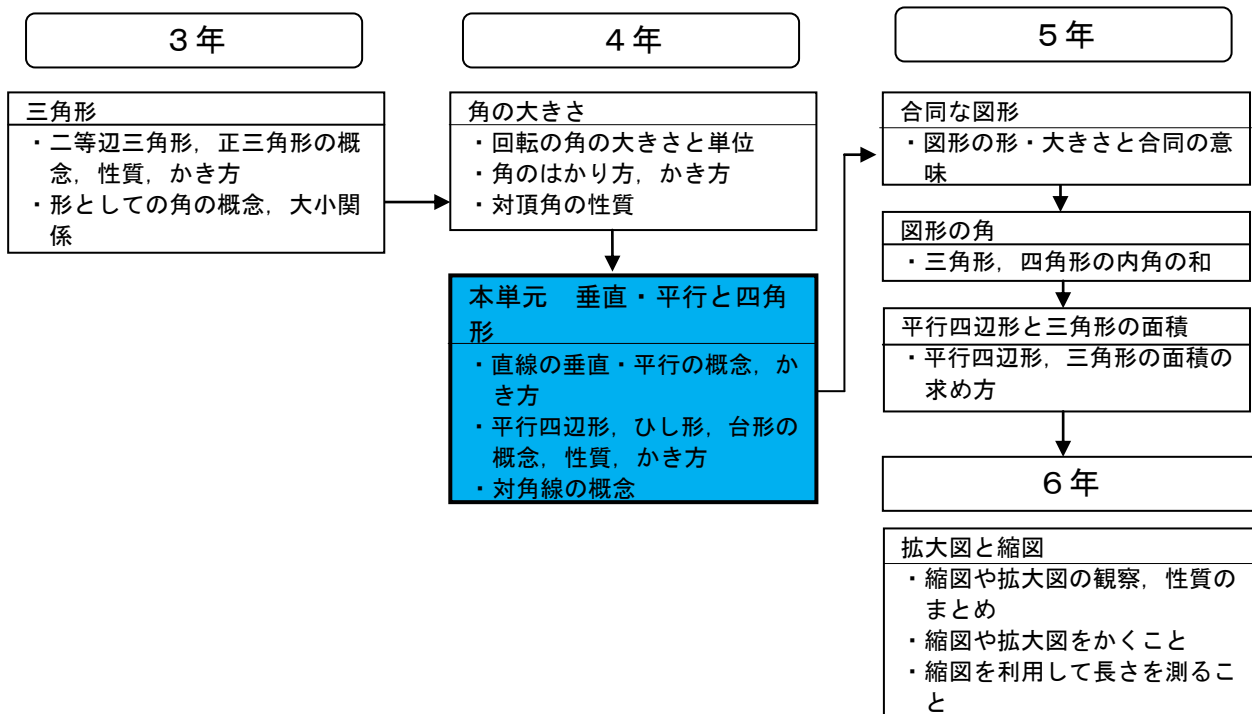 3年
三角形
・二等辺三角形,正三角形の概
念,性質,かき方
・形としての角の概念,大小関
係
4年
角の大きさ
・回転の角の大きさと単位
・角のはかり方,かき方
・対頂角の性質
本単元　垂直・平行と四角
形
・直線の垂直・平行の概念,か
き方
・平行四辺形,ひし形,台形の
概念,性質,かき方
・対角線の概念
5年
合同な図形
・図形の形・大きさと合同の意
味
図形の角
・三角形,四角形の内角の和
平行四辺形と三角形の面積
・平行四辺形,三角形の面積の
求め方
6年
拡大図と縮図
・縮図や拡大図の観察,性質の
まとめ
・縮図や拡大図をかくこと
・縮図を利用して長さを測るこ
と